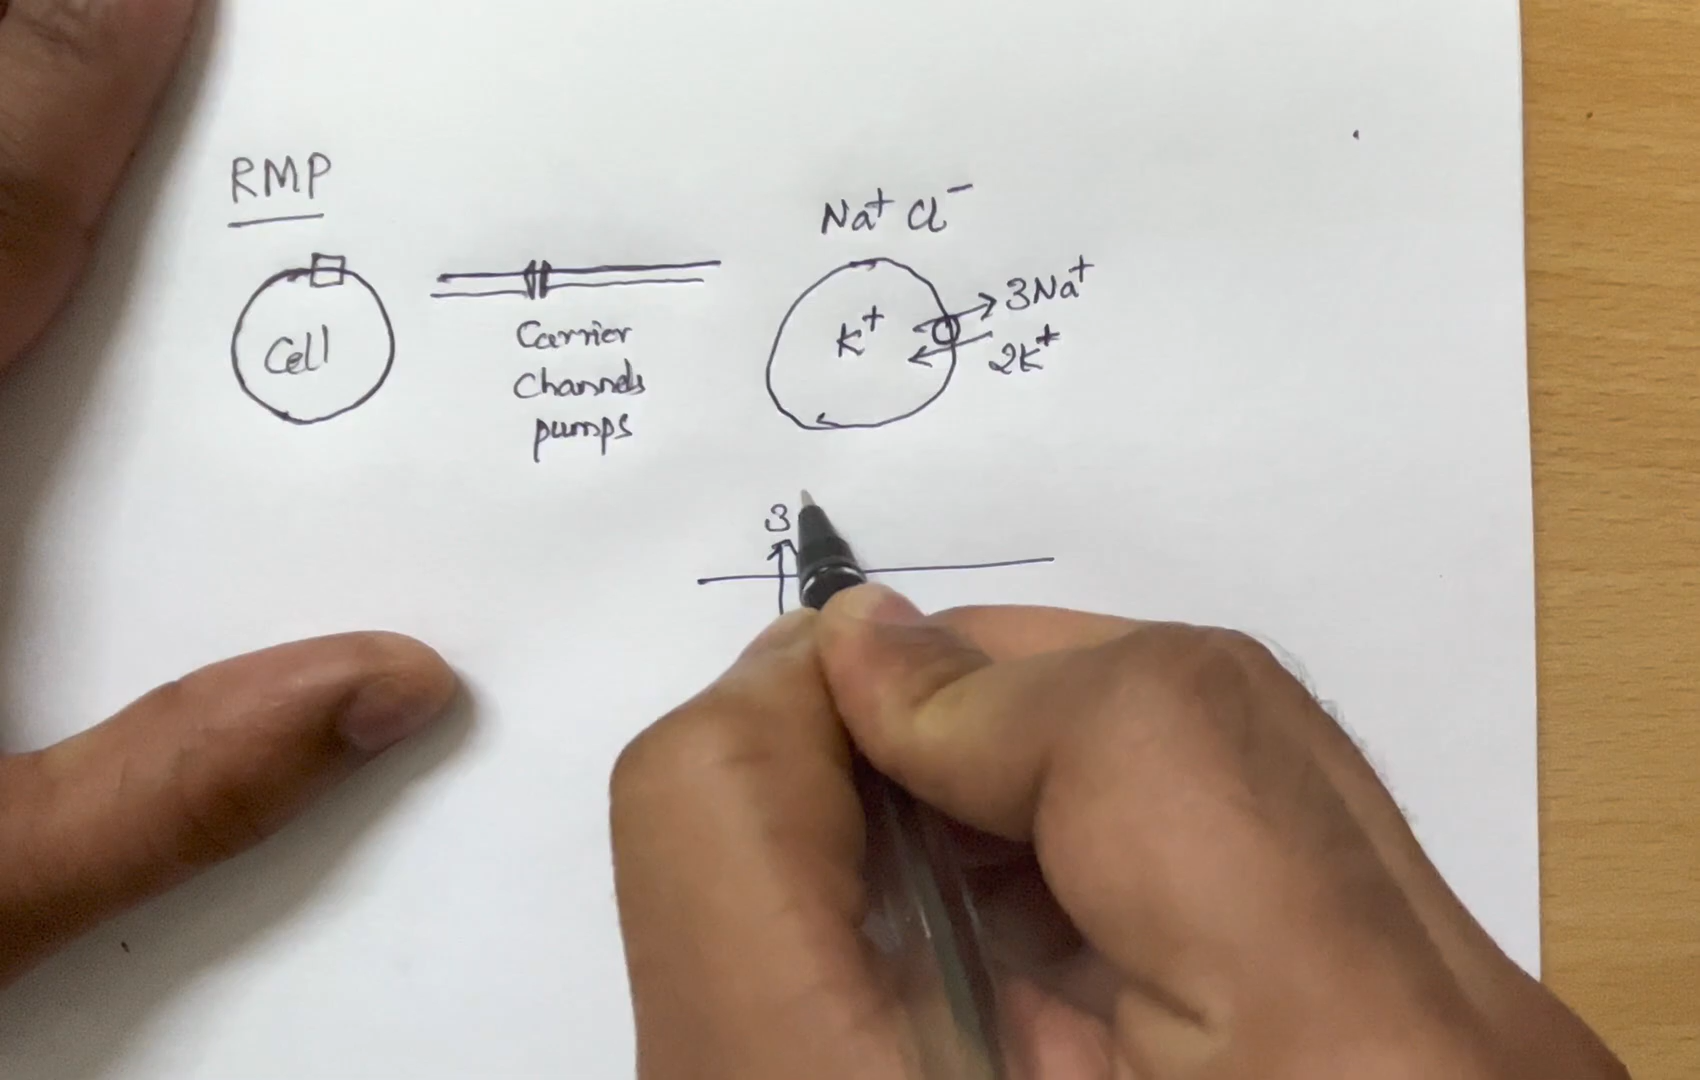 RMP
Cell
Carrier
Channels
pumps
Na⁺ Cl⁻
K⁺
3Na⁺
2K⁺
3